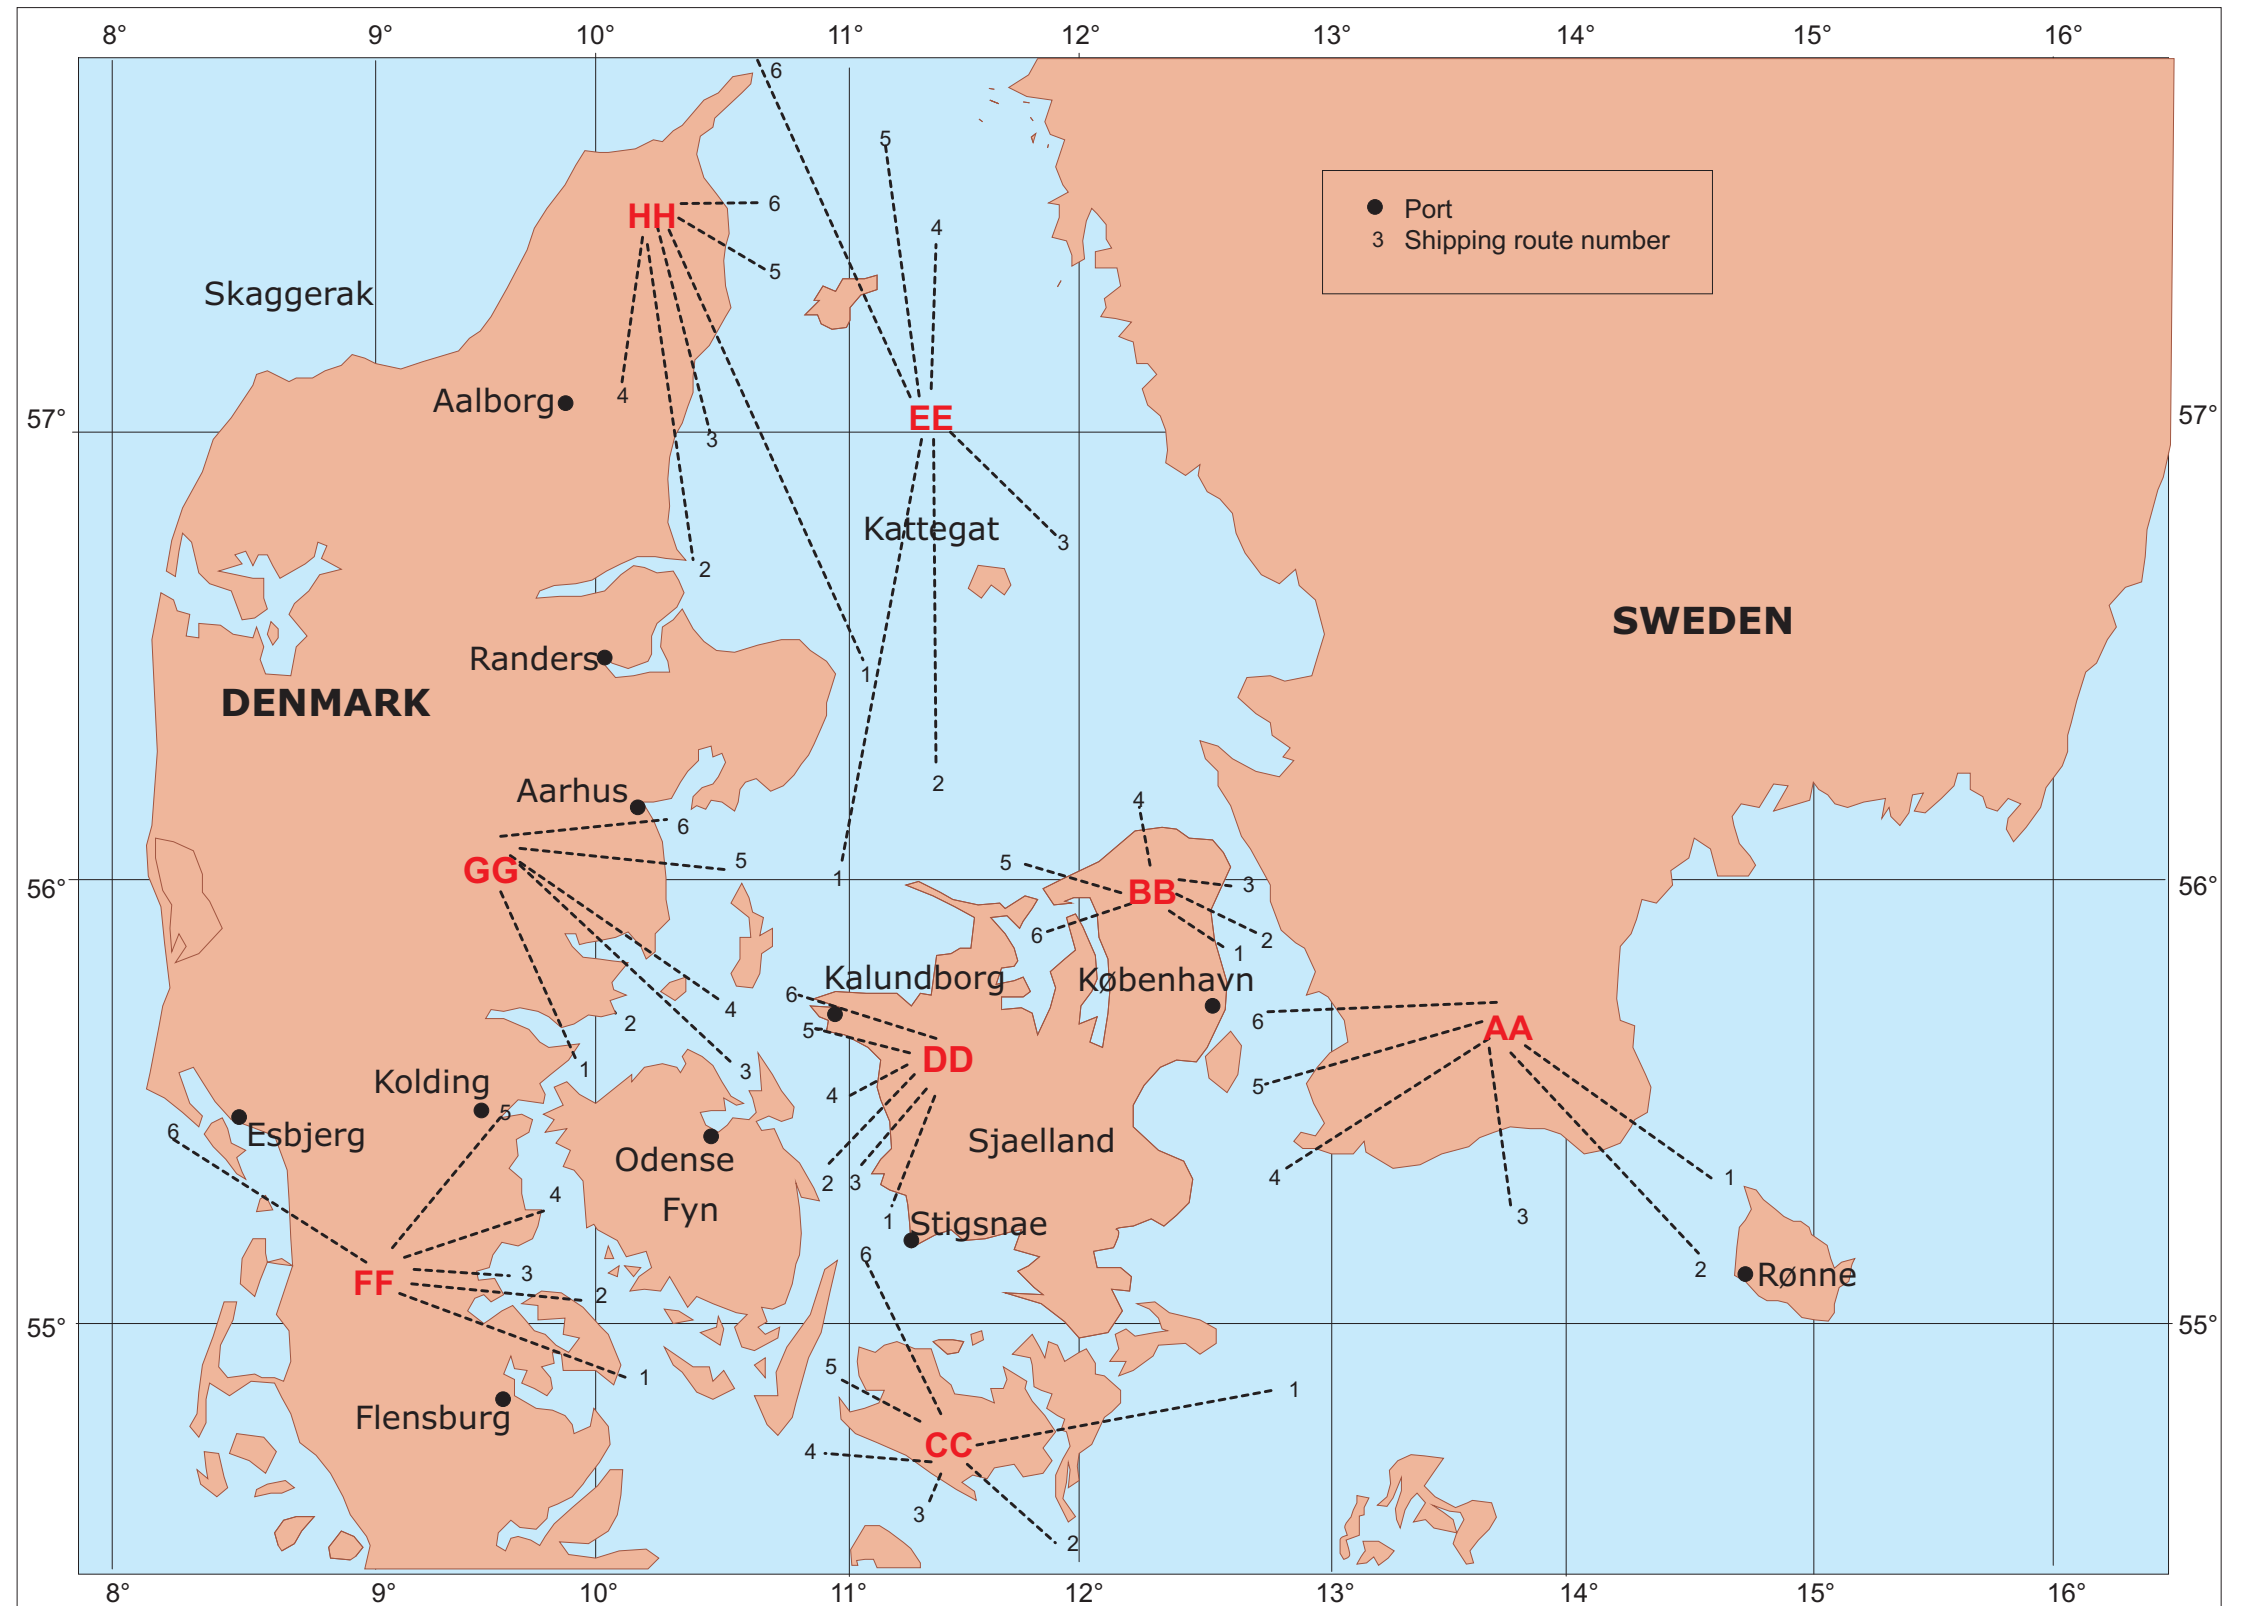 8° 9° 10° 11° 12° 13° 14° 15° 16°
6
5
Port
3 Shipping route number
6
HH
4
5
Skaggerak
4
Aalborg
57°
57°
EE
3
Kattegat
3
2
SWEDEN
Randers
1
DENMARK
2
Aarhus
4
6
5
5
GG
1
3
56°
56°
BB
6
2
1
Kalundborg
København
6
4
2
6
5
AA
DD
3
1
Kolding
5
4
5
6
Esbjerg
Sjaelland
Odense
2 3
4
1
4
Fyn
1
Stigsnae
3
6
3
2
Rønne
FF
2
55°
55°
5
1
1
Flensburg
CC
4
3
2
8° 9° 10° 11° 12° 13° 14° 15° 16°